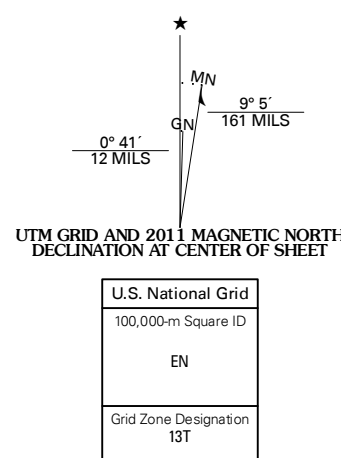 ★
MN
GN
9° 5´
161 MILS
0° 41´
12 MILS
UTM GRID AND 2011 MAGNETIC NORTH
DECLINATION AT CENTER OF SHEET
U.S. National Grid
100,000-m Square ID
EN
Grid Zone Designation
13T